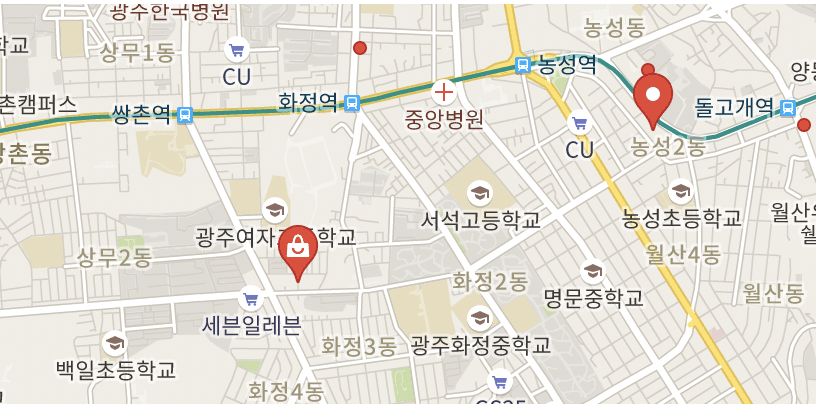 광주한국병원
농성동
학교
상무1동
CU
농성역
양동
촌캠퍼스
쌍촌역
화정역
중앙병원
돌고개역
CU
농성2동
쌍촌동
광주여자고등학교
서석고등학교
농성초등학교
월산
상무2동
월산4동
화정2동
명문중학교
월산동
세븐일레븐
화정3동
광주화정중학교
백일초등학교
화정4동
GS25